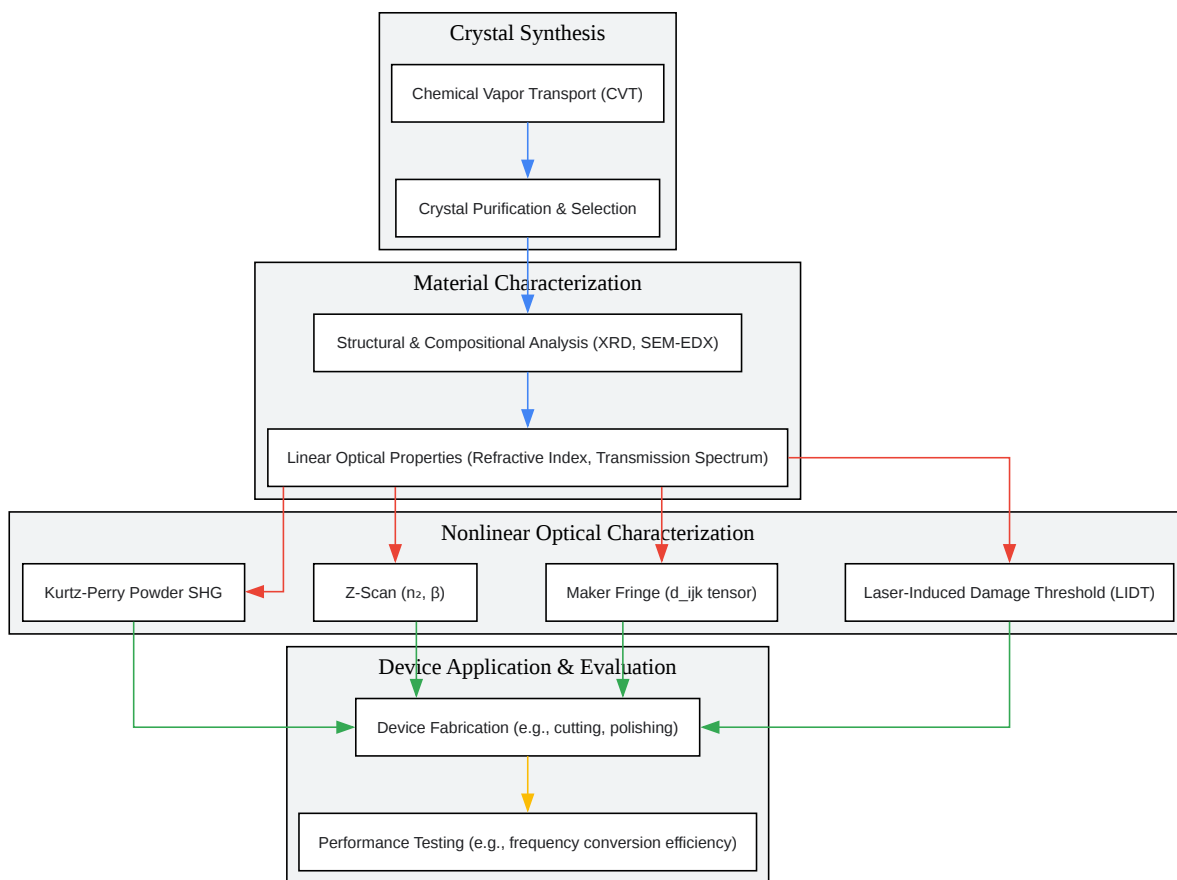 Crystal Synthesis
Chemical Vapor Transport (CVT)
Crystal Purification & Selection
Material Characterization
Structural & Compositional Analysis (XRD, SEM-EDX)
Linear Optical Properties (Refractive Index, Transmission Spectrum)
Nonlinear Optical Characterization
Kurtz-Perry Powder SHG
Z-Scan (n₂, β)
Maker Fringe (d_ijk tensor)
Laser-Induced Damage Threshold (LIDT)
Device Application & Evaluation
Device Fabrication (e.g., cutting, polishing)
Performance Testing (e.g., frequency conversion efficiency)